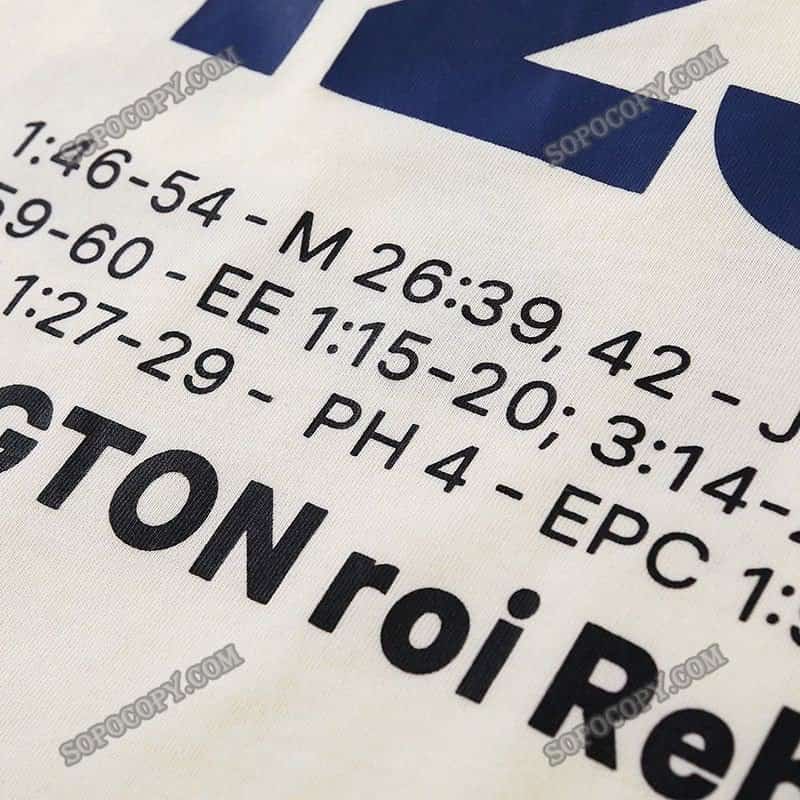 1:46-54 - M 26:39, 42 - J
59-60 - EE 1:15-20; 3:14-
1:27-29 - PH 4 - EPC 1:
GTON roi Reb
SOPOCOPY.COM
SOPOCOPY.COM
SOPOCOPY.COM
SOPOCOPY.COM